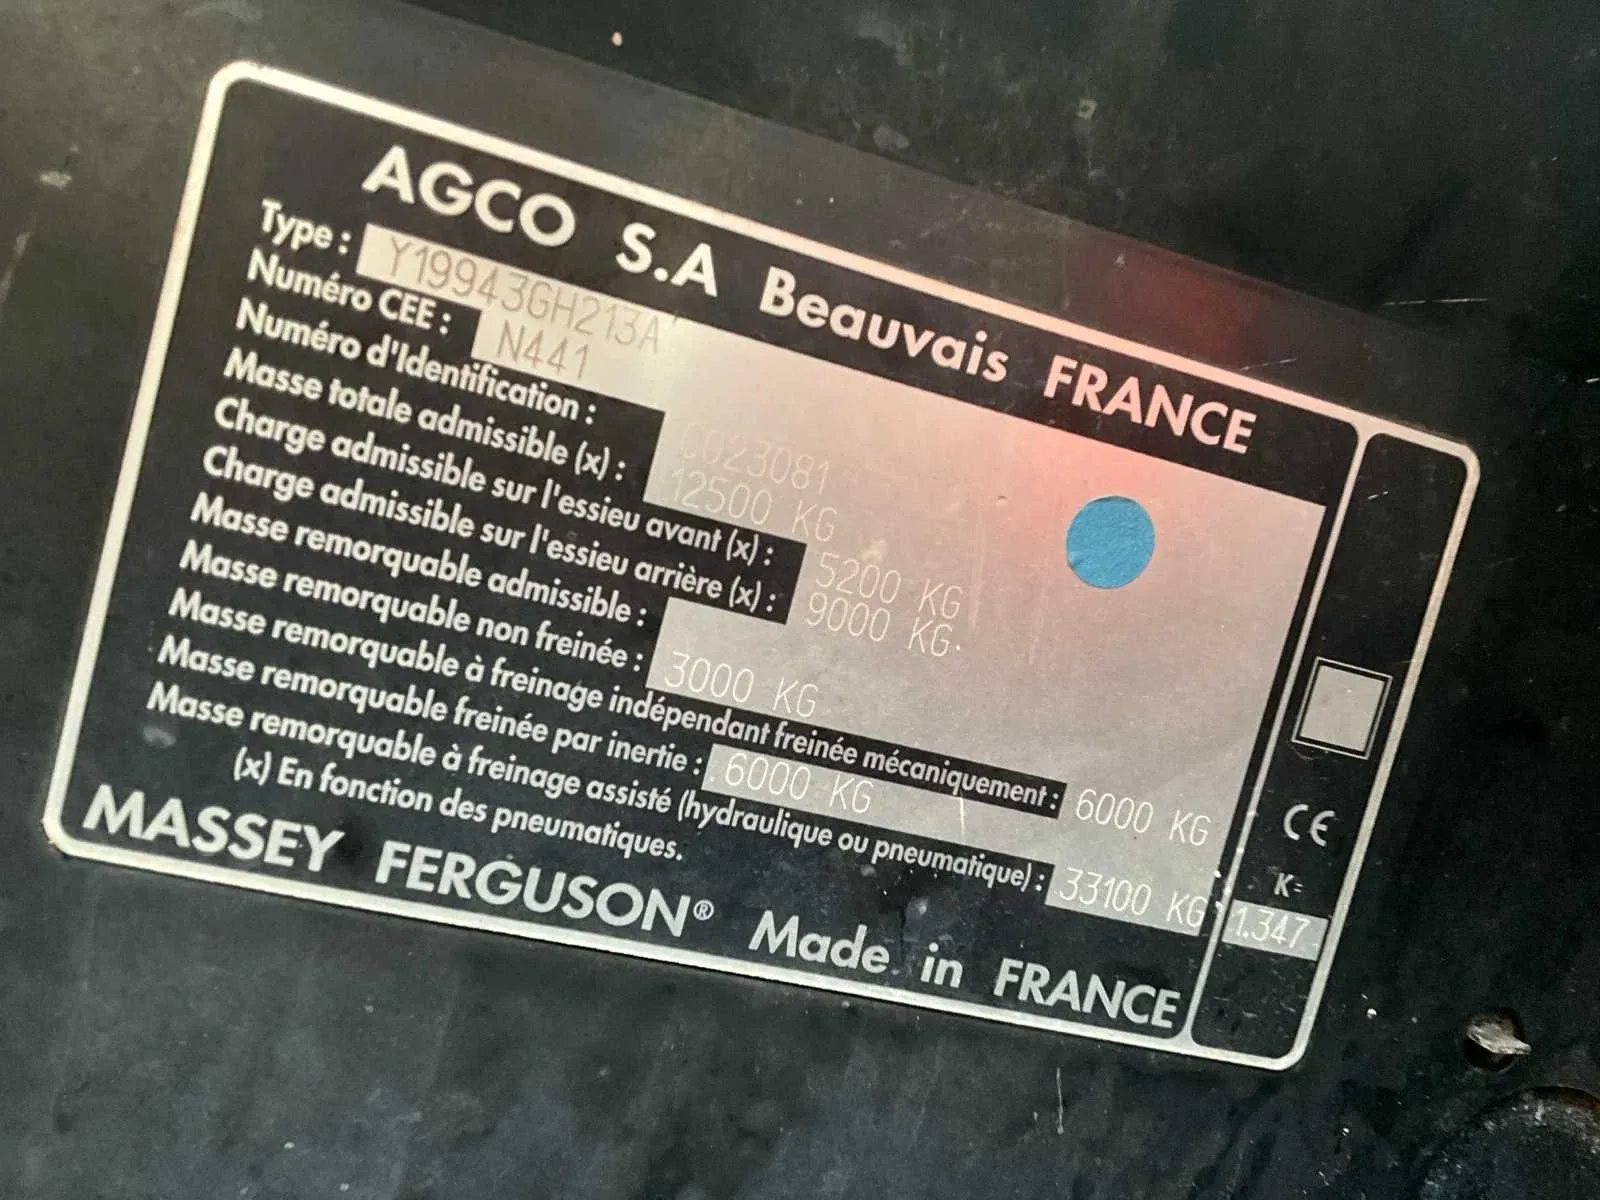 AGCO S.A Beauvais FRANCE
Type : Y19943GH213A
Numéro CEE : N441
Numéro d'Identification : C023081
Masse totale admissible (x) : 12500 KG
Charge admissible sur l'essieu avant (x) : 5200 KG
Charge admissible sur l'essieu arrière (x) : 9000 KG
Masse remorquable admissible :
Masse remorquable non freinée : 3000 KG
Masse remorquable à freinage indépendant freinée mécaniquement : 6000 KG
Masse remorquable freinée par inertie : 6000 KG
Masse remorquable à freinage assisté (hydraulique ou pneumatique) : 33100 KG
(x) En fonction des pneumatiques.
MASSEY FERGUSON® Made in FRANCE
CE
K=
1.347